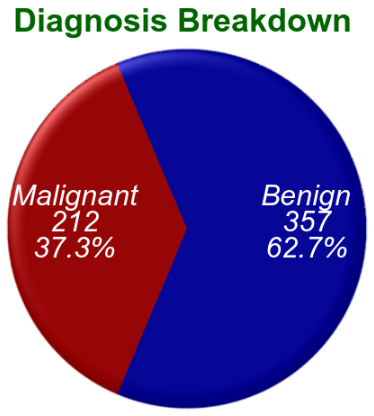 Diagnosis Breakdown
Malignant
212
37.3%
Benign
357
62.7%